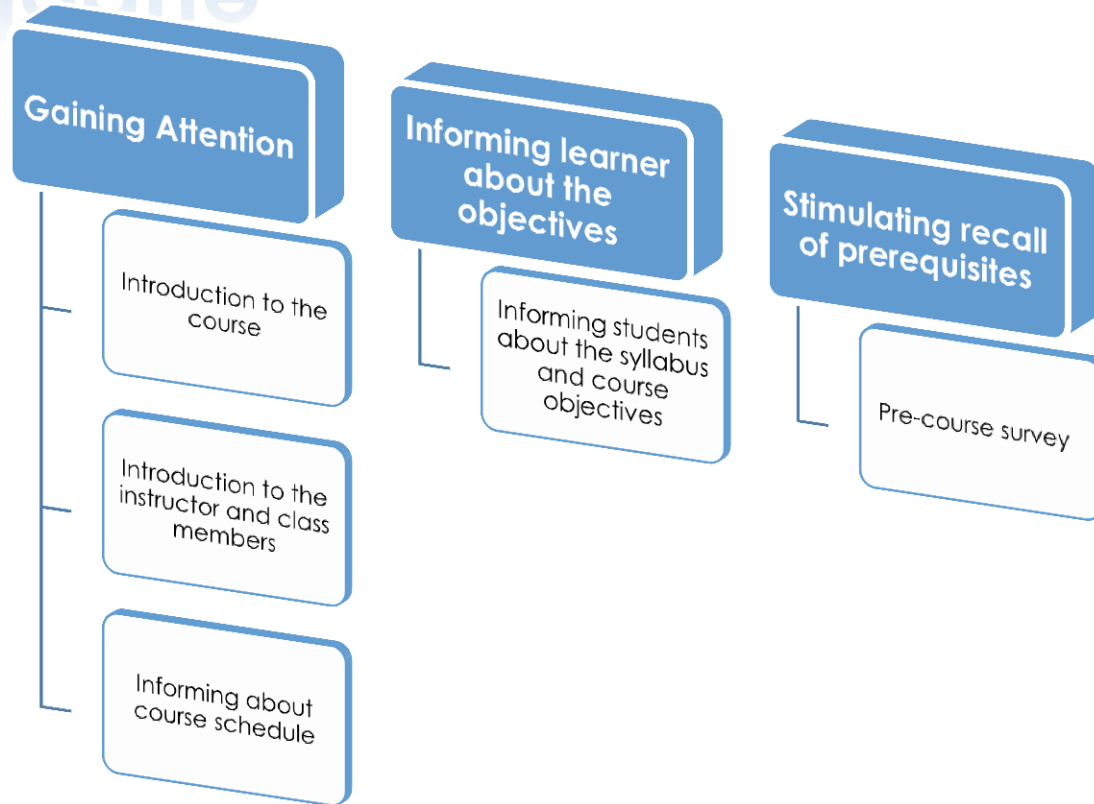 Gaining Attention
Introduction to the
course
Introduction to the
instructor and class
members
Informing about
course schedule
Informing learner
about the
objectives
Informing students
about the syllabus
and course
objectives
Stimulating recall
of prerequisites
Pre-course survey